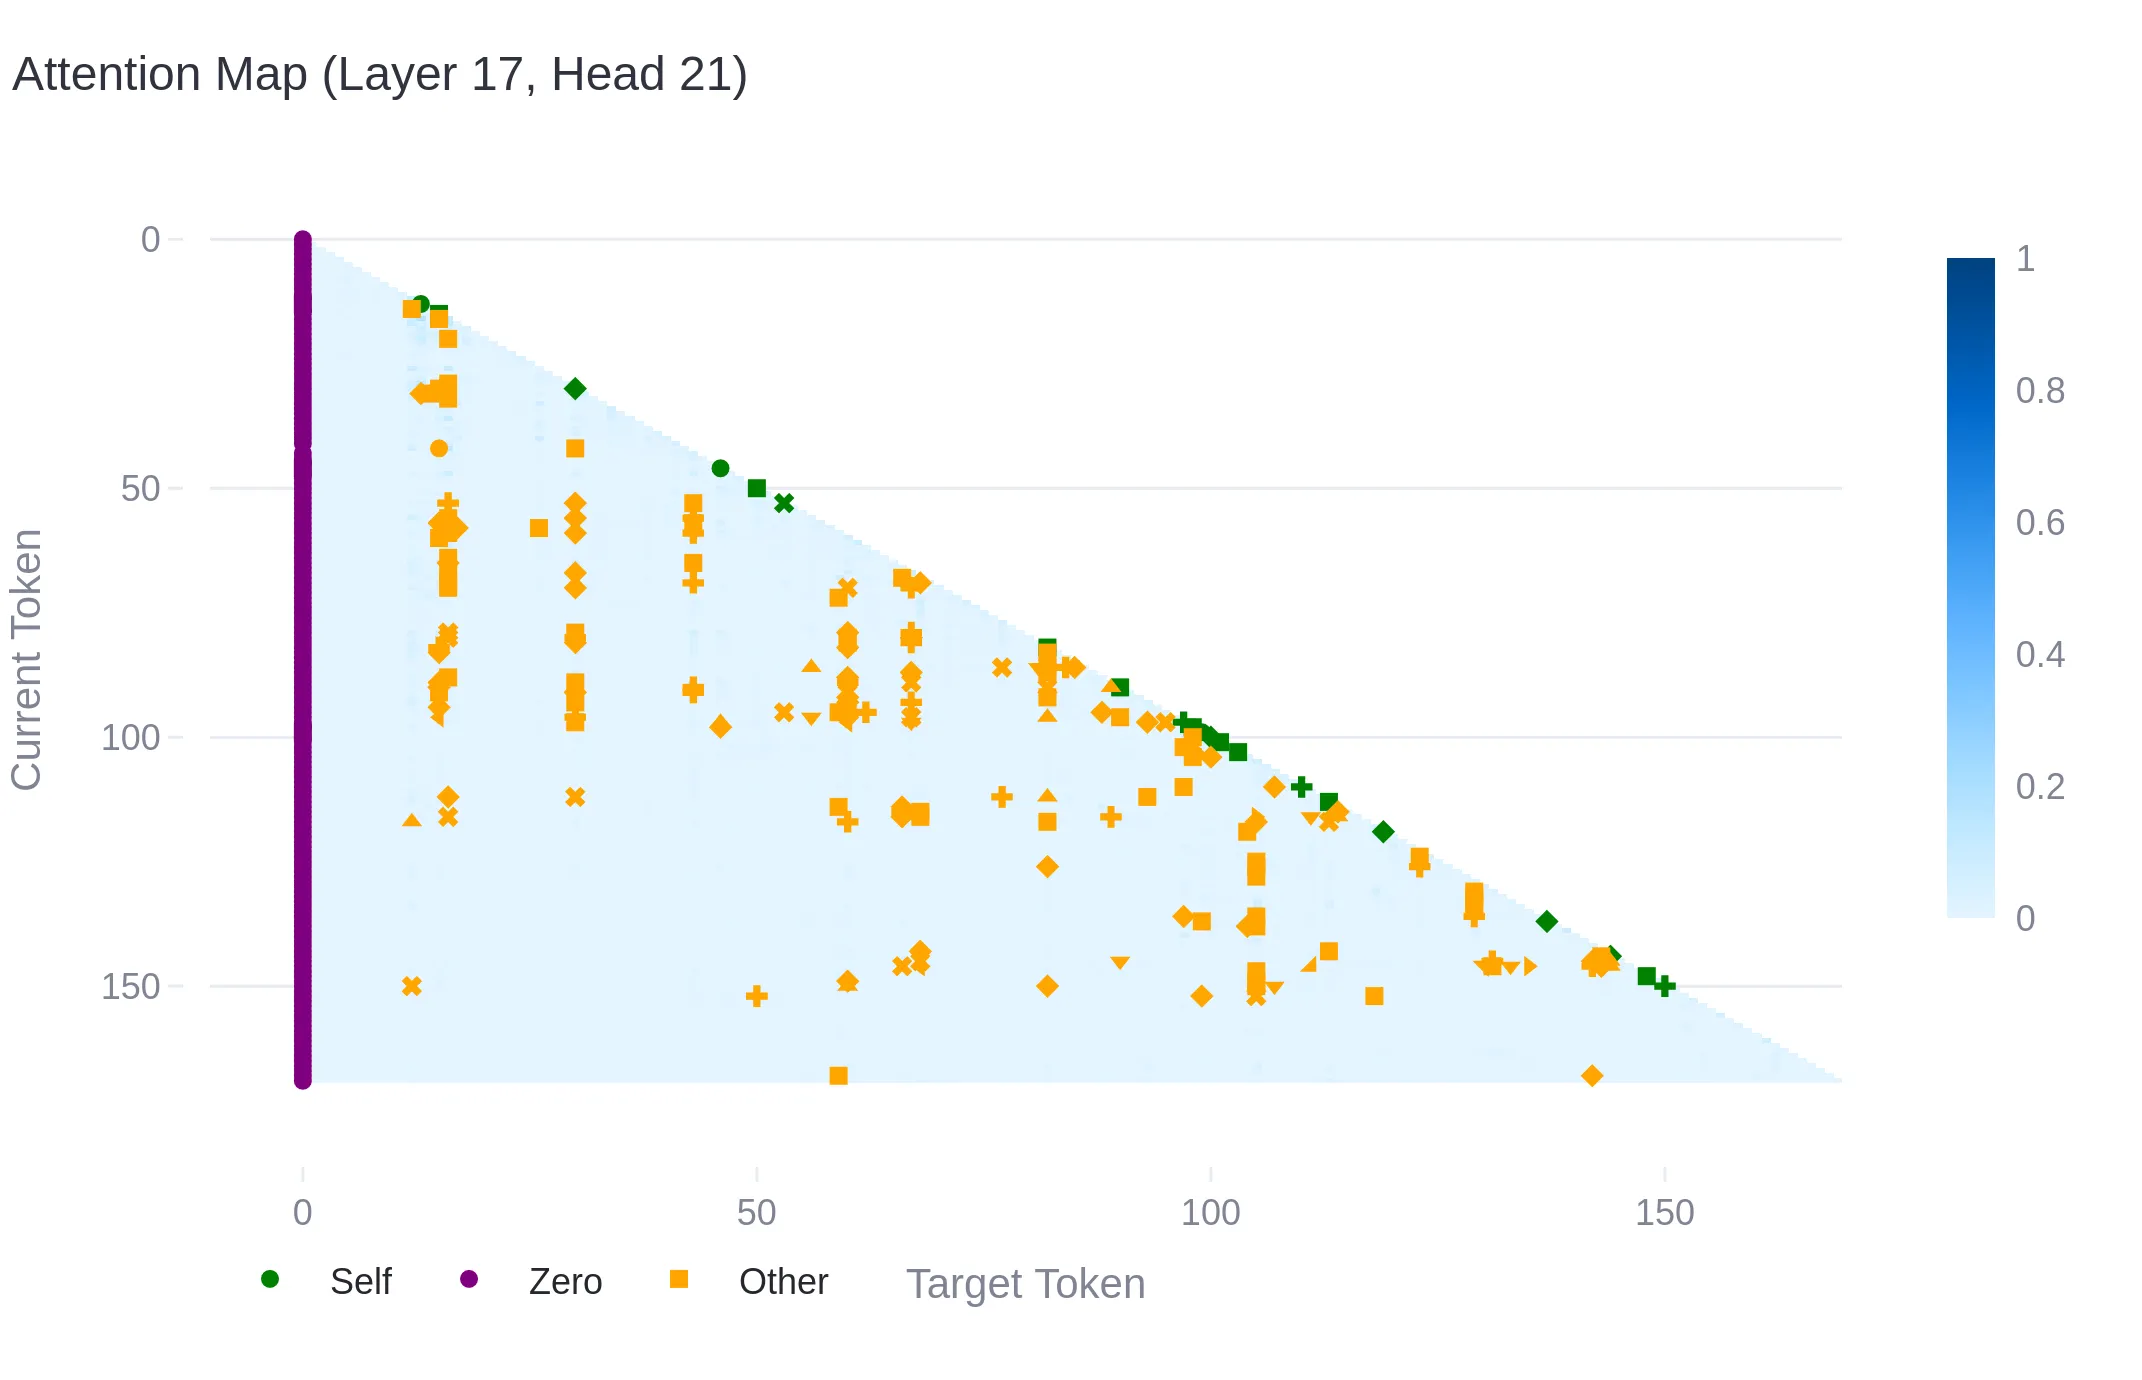 Attention Map (Layer 17, Head 21)
0
50
100
150
Current Token
0
50
100
150
Target Token
Self
Zero
Other
1
0.8
0.6
0.4
0.2
0